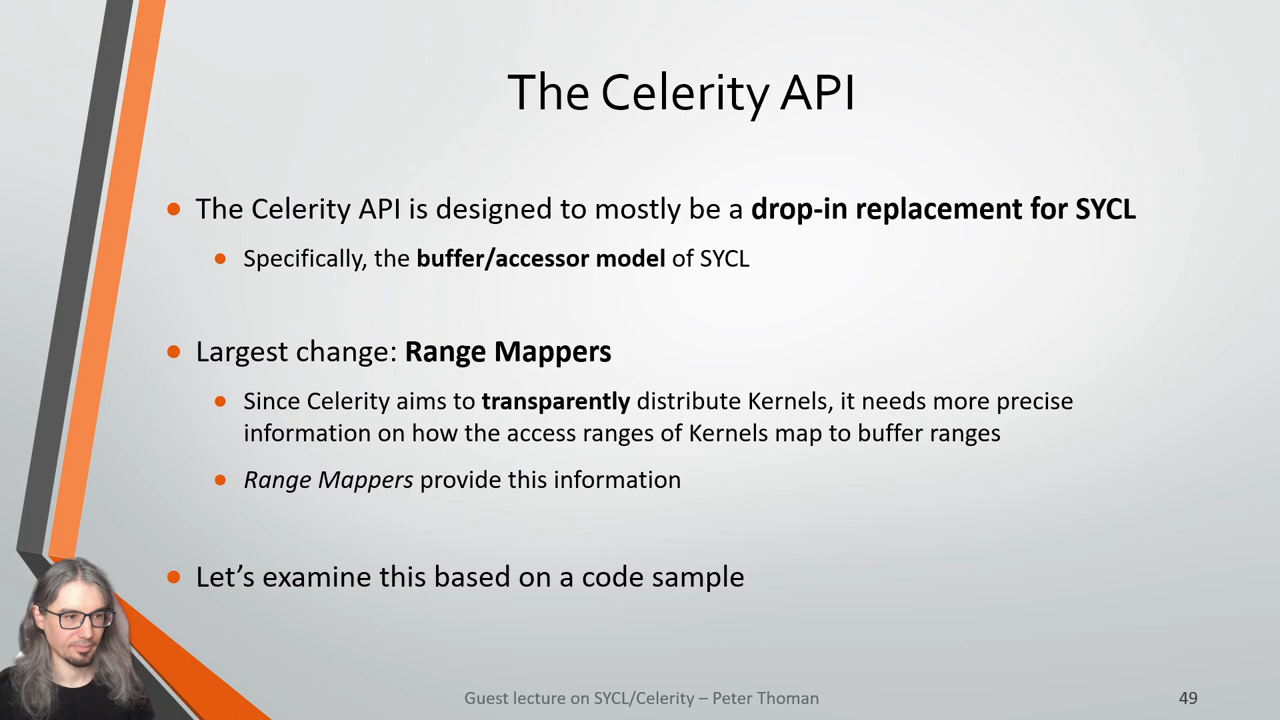 The Celerity API
The Celerity API is designed to mostly be a drop-in replacement for SYCL
Specifically, the buffer/accessor model of SYCL
Largest change: Range Mappers
Since Celerity aims to transparently distribute Kernels, it needs more precise
information on how the access ranges of Kernels map to buffer ranges
Range Mappers provide this information
Let’s examine this based on a code sample
Guest lecture on SYCL/Celerity – Peter Thoman
49